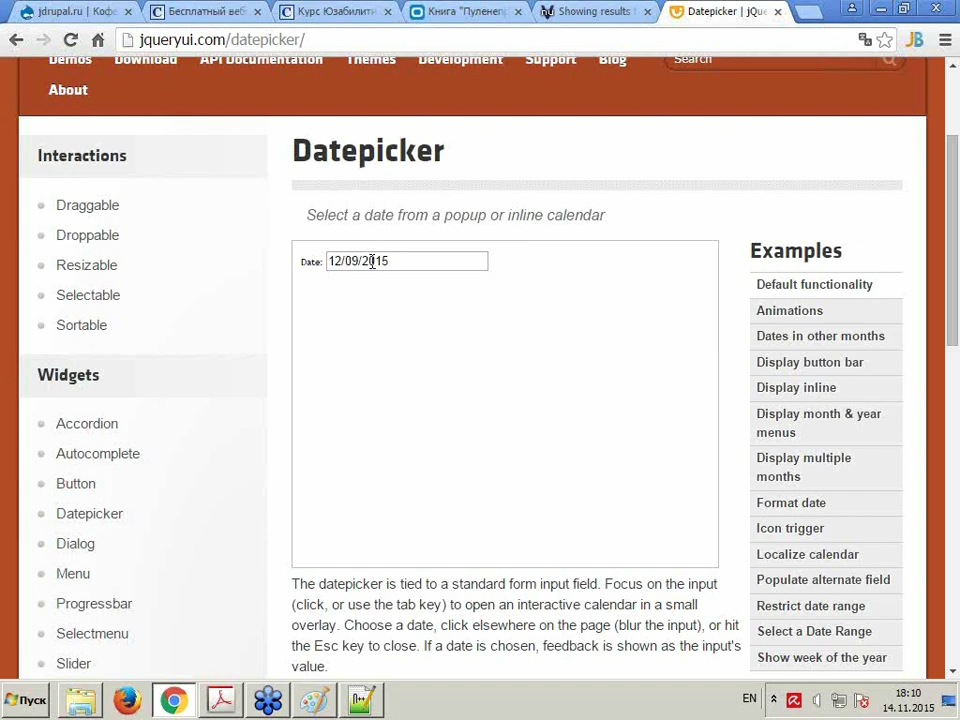 jdrupal.ru | Кофе
Бесплатный веб
Курс Юзабилити
Книга "Пуленепр
Showing results f
Datepicker | jQue
jqueryui.com/datepicker/
JB
Demos Download API Documentation Themes Development Support Blog
Search
About
Interactions
Draggable
Droppable
Resizable
Selectable
Sortable
Widgets
Accordion
Autocomplete
Button
Datepicker
Dialog
Menu
Progressbar
Selectmenu
Slider
Datepicker
Select a date from a popup or inline calendar
Date: 12/09/2015
The datepicker is tied to a standard form input field. Focus on the input
(click, or use the tab key) to open an interactive calendar in a small
overlay. Choose a date, click elsewhere on the page (blur the input), or hit
the Esc key to close. If a date is chosen, feedback is shown as the input's
value.
Examples
Default functionality
Animations
Dates in other months
Display button bar
Display inline
Display month & year
menus
Display multiple
months
Format date
Icon trigger
Localize calendar
Populate alternate field
Restrict date range
Select a Date Range
Show week of the year
Пуск
EN
18:10
14.11.2015